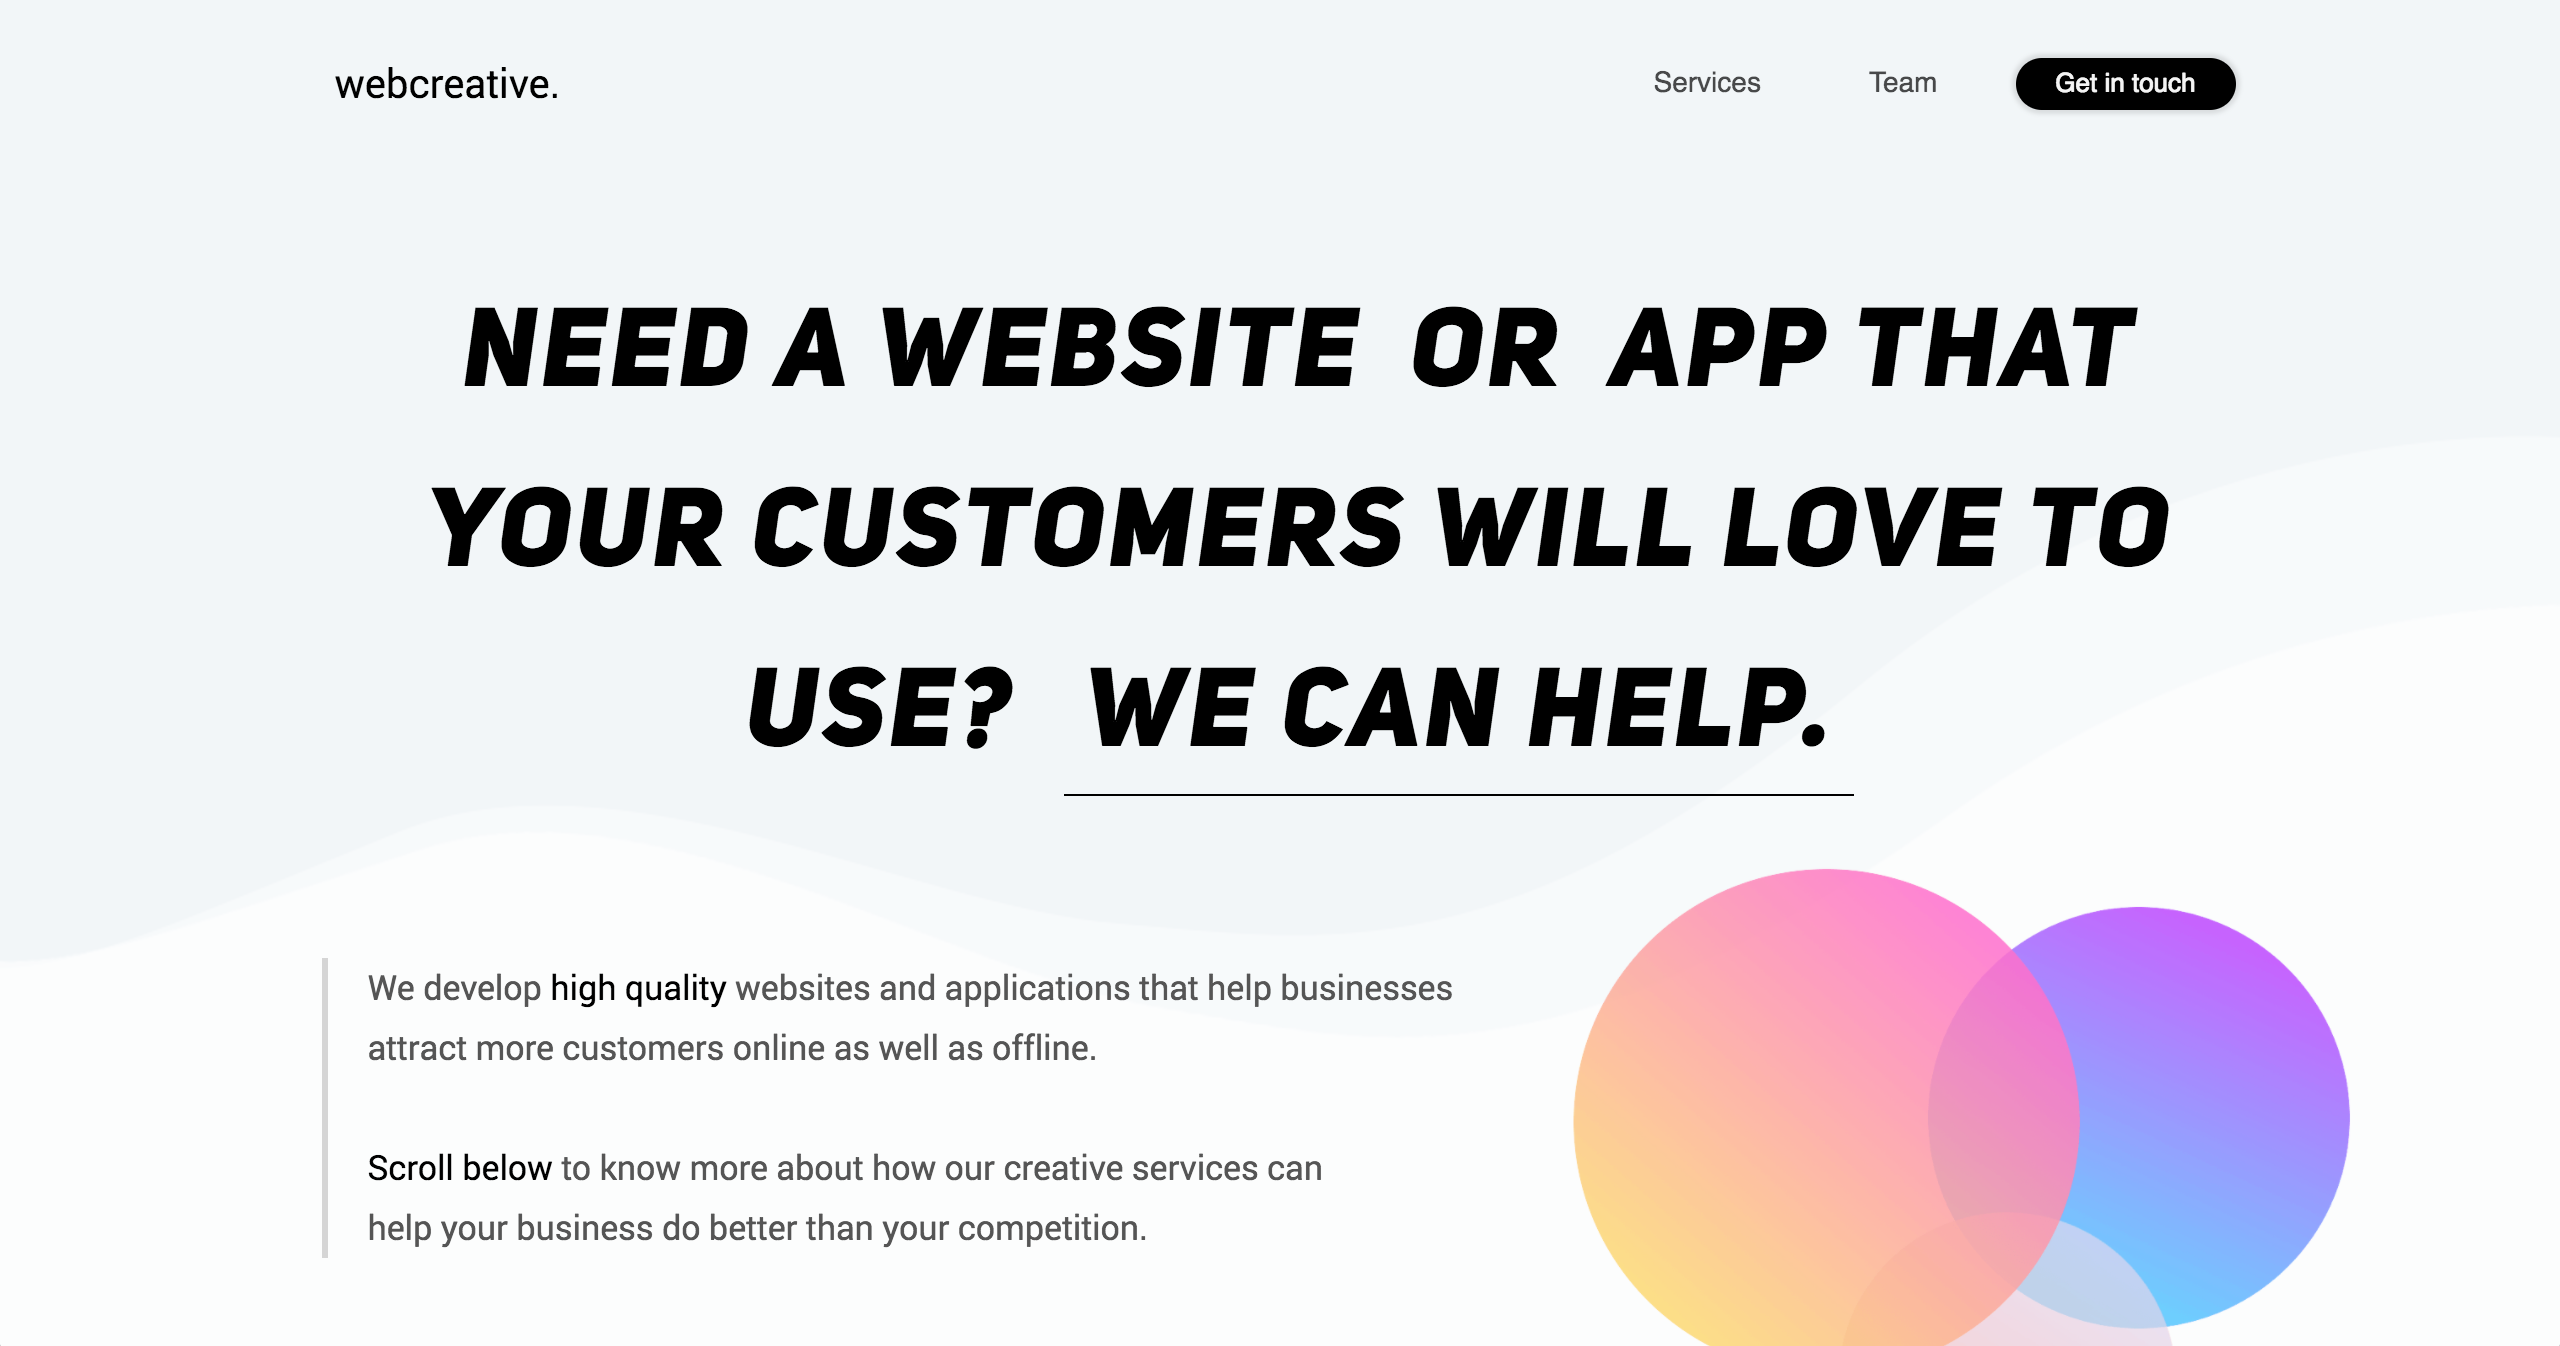 webcreative.
Services
Team
Get in touch
NEED A WEBSITE OR APP THAT
YOUR CUSTOMERS WILL LOVE TO
USE? WE CAN HELP.
We develop high quality websites and applications that help businesses
attract more customers online as well as offline.
Scroll below to know more about how our creative services can
help your business do better than your competition.